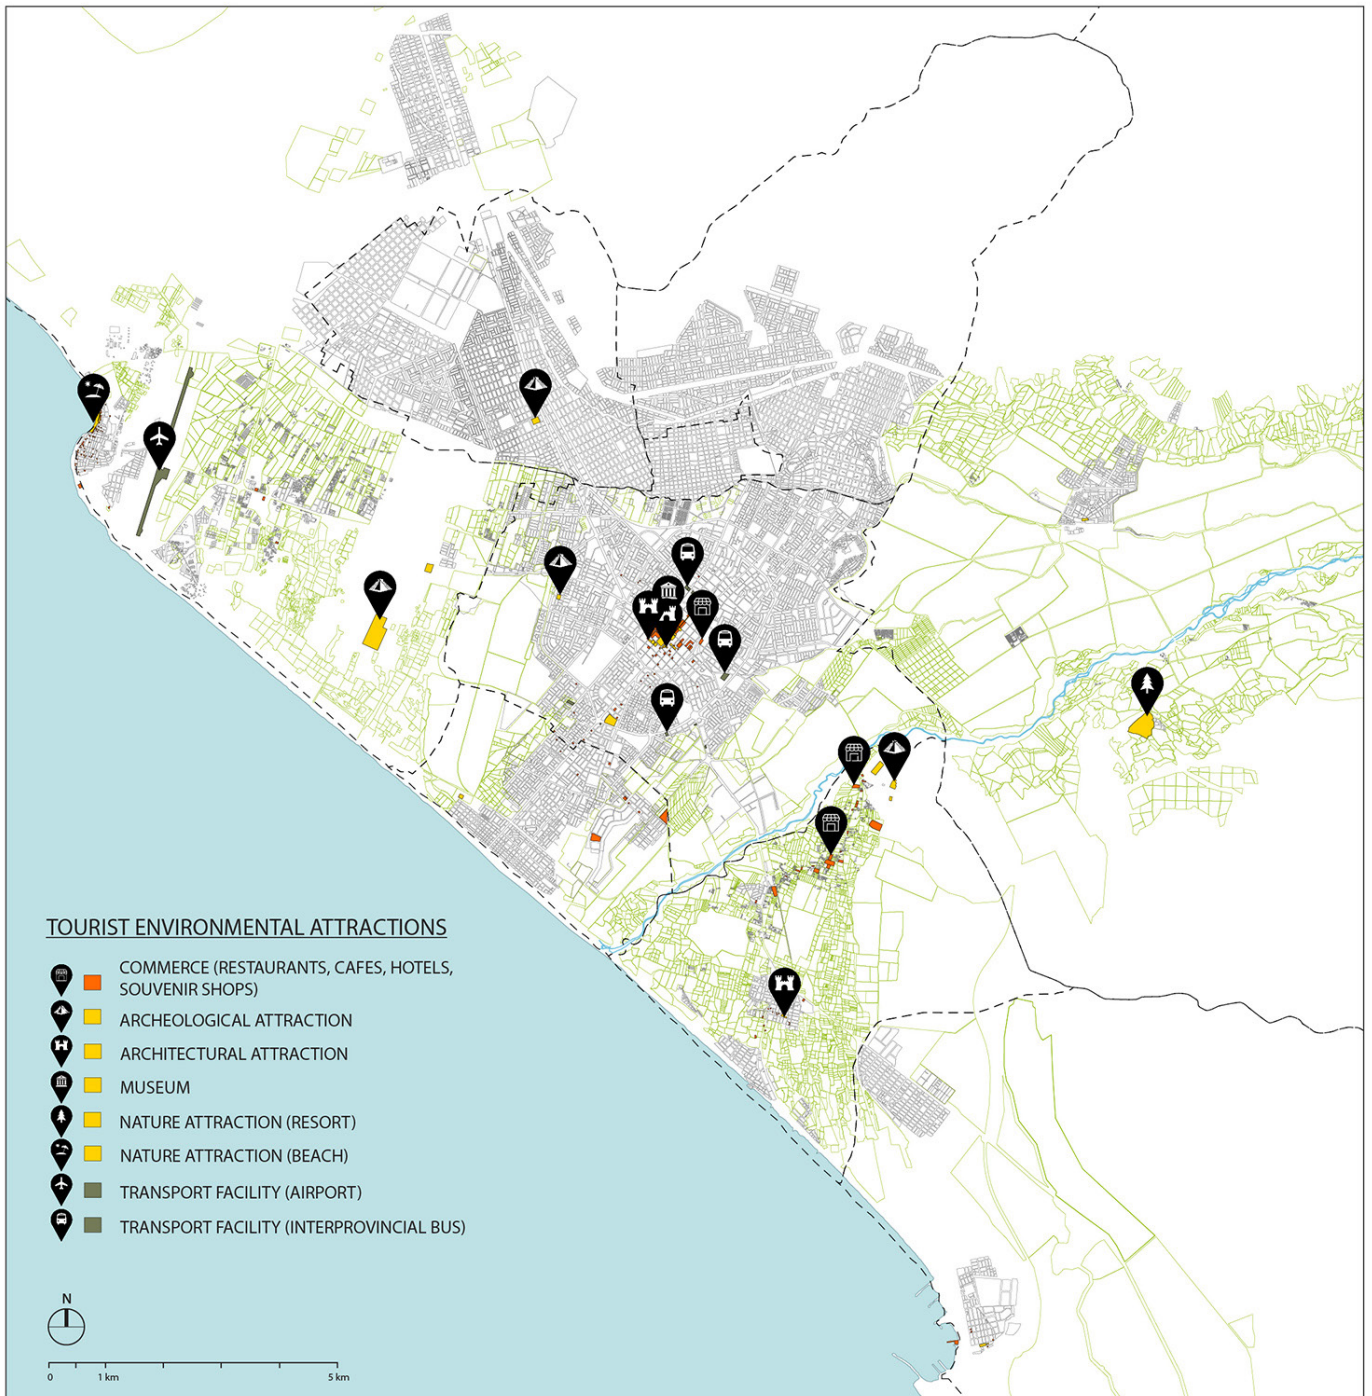 TOURIST ENVIRONMENTAL ATTRACTIONS
COMMERCE (RESTAURANTS, CAFES, HOTELS,
SOUVENIR SHOPS)
ARCHEOLOGICAL ATTRACTION
ARCHITECTURAL ATTRACTION
MUSEUM
NATURE ATTRACTION (RESORT)
NATURE ATTRACTION (BEACH)
TRANSPORT FACILITY (AIRPORT)
TRANSPORT FACILITY (INTERPROVINCIAL BUS)
N
0 1 km 5 km